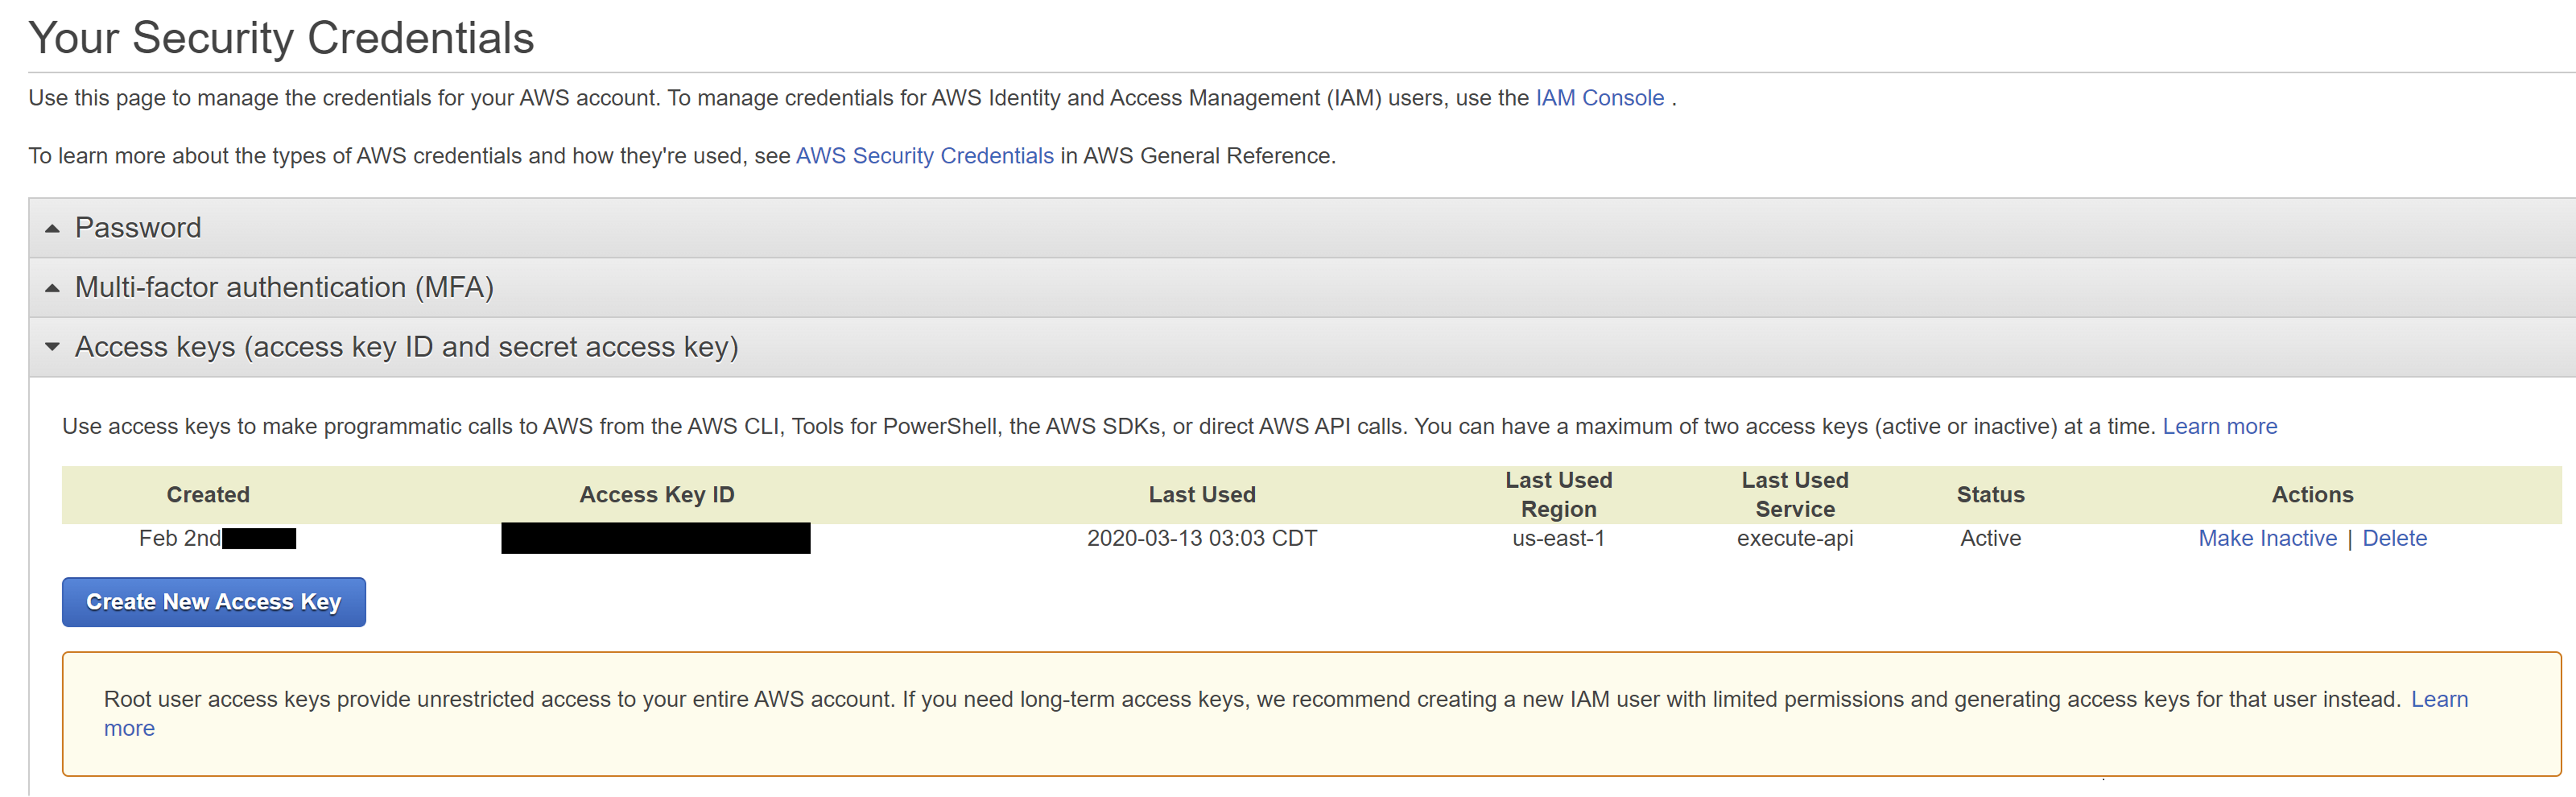 Your Security Credentials
Use this page to manage the credentials for your AWS account. To manage credentials for AWS Identity and Access Management (IAM) users, use the IAM Console .
To learn more about the types of AWS credentials and how they're used, see AWS Security Credentials in AWS General Reference.
Password
Multi-factor authentication (MFA)
Access keys (access key ID and secret access key)
Use access keys to make programmatic calls to AWS from the AWS CLI, Tools for PowerShell, the AWS SDKs, or direct AWS API calls. You can have a maximum of two access keys (active or inactive) at a time. Learn more
Created Access Key ID Last Used Last Used Region Last Used Service Status Actions
Feb 2nd 2020-03-13 03:03 CDT us-east-1 execute-api Active Make Inactive | Delete
Create New Access Key
Root user access keys provide unrestricted access to your entire AWS account. If you need long-term access keys, we recommend creating a new IAM user with limited permissions and generating access keys for that user instead. Learn
more